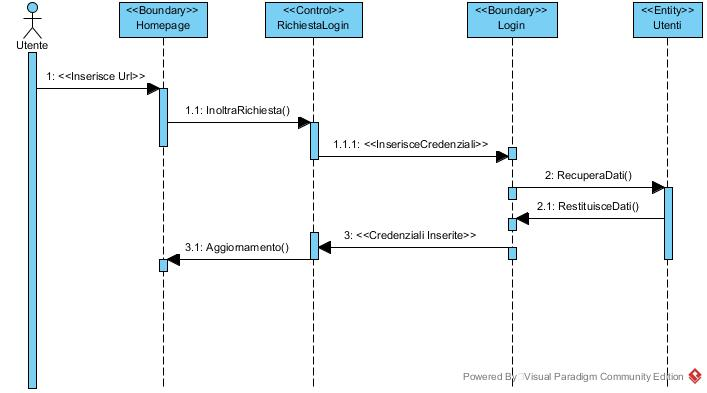 <<Boundary>>
Homepage
<<Control>>
RichiestaLogin
<<Boundary>>
Login
<<Entity>>
Utenti
Utente
1: <<Inserisce Url>>
1.1: InoltraRichiesta()
1.1.1: <<InserisceCredenziali>>
2: RecuperaDati()
2.1: RestituisceDati()
3: <<Credenziali Inserite>>
3.1: Aggiornamento()
Powered By Visual Paradigm Community Edition